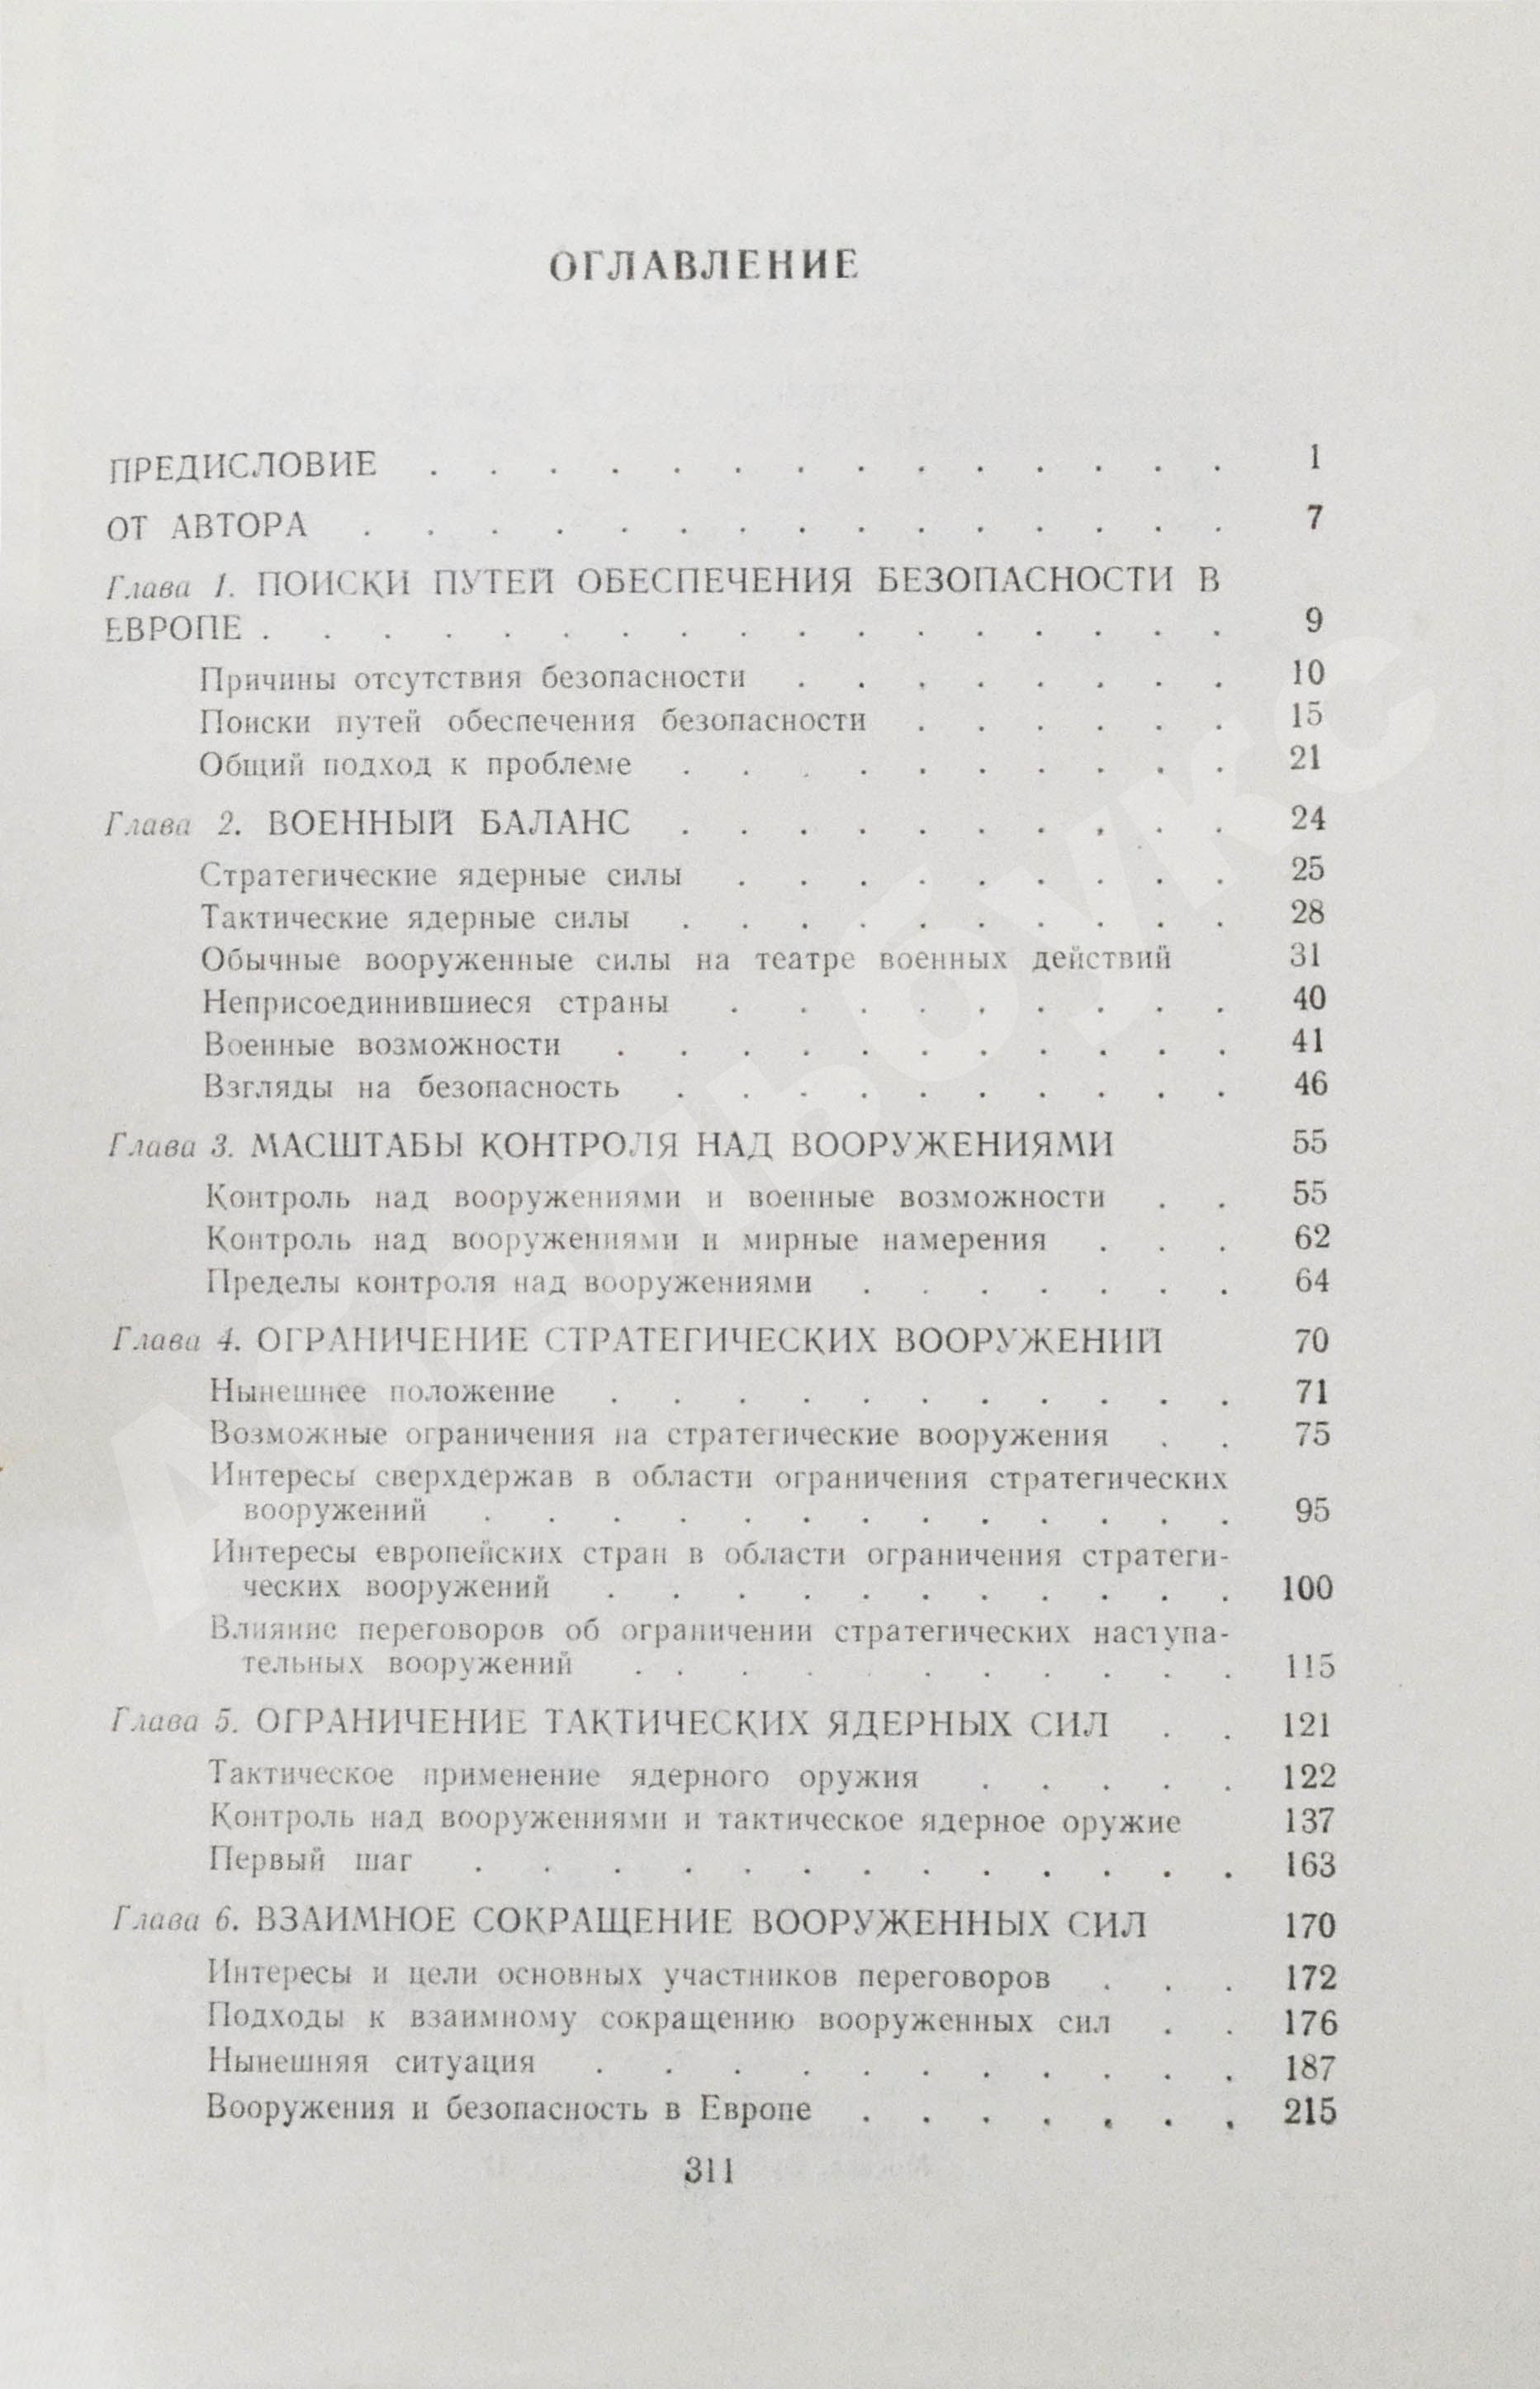 ОГЛАВЛЕНИЕ
ПРЕДИСЛОВИЕ . . . . . . . . . . . . . . 1
ОТ АВТОРА . . . . . . . . . . . . . . . 7
Глава 1. ПОИСКИ ПУТЕЙ ОБЕСПЕЧЕНИЯ БЕЗОПАСНОСТИ В
ЕВРОПЕ . . . . . . . . . . . . . . . . . 9
Причины отсутствия безопасности . . . . . . . . 10
Поиски путей обеспечения безопасности . . . . . . 15
Общий подход к проблеме . . . . . . . . . . 21
Глава 2. ВОЕННЫЙ БАЛАНС . . . . . . . . . . 24
Стратегические ядерные силы . . . . . . . . . 25
Тактические ядерные силы . . . . . . . . . . 28
Обычные вооруженные силы на театре военных действий 31
Неприсоединившиеся страны . . . . . . . . . 40
Военные возможности . . . . . . . . . . . 41
Взгляды на безопасность . . . . . . . . . . 46
Глава 3. МАСШТАБЫ КОНТРОЛЯ НАД ВООРУЖЕНИЯМИ 55
Контроль над вооружениями и военные возможности . . 55
Контроль над вооружениями и мирные намерения . . . 62
Пределы контроля над вооружениями . . . . . . . 64
Глава 4. ОГРАНИЧЕНИЕ СТРАТЕГИЧЕСКИХ ВООРУЖЕНИЙ 70
Нынешнее положение . . . . . . . . . . . 71
Возможные ограничения на стратегические вооружения . . 75
Интересы сверхдержав в области ограничения стратегических
вооружений . . . . . . . . . . . . . 95
Интересы европейских стран в области ограничения стратеги-
ческих вооружений . . . . . . . . . . . 100
Влияние переговоров об ограничении стратегических наступа-
тельных вооружений . . . . . . . . . . . 115
Глава 5. ОГРАНИЧЕНИЕ ТАКТИЧЕСКИХ ЯДЕРНЫХ СИЛ . . 121
Тактическое применение ядерного оружия . . . . . 122
Контроль над вооружениями и тактическое ядерное оружие 137
Первый шаг . . . . . . . . . . . . . 163
Глава 6. ВЗАИМНОЕ СОКРАЩЕНИЕ ВООРУЖЕННЫХ СИЛ 170
Интересы и цели основных участников переговоров . . . 172
Подходы к взаимному сокращению вооруженных сил . . 176
Нынешняя ситуация . . . . . . . . . . . 187
Вооружения и безопасность в Европе . . . . . . . 215
311